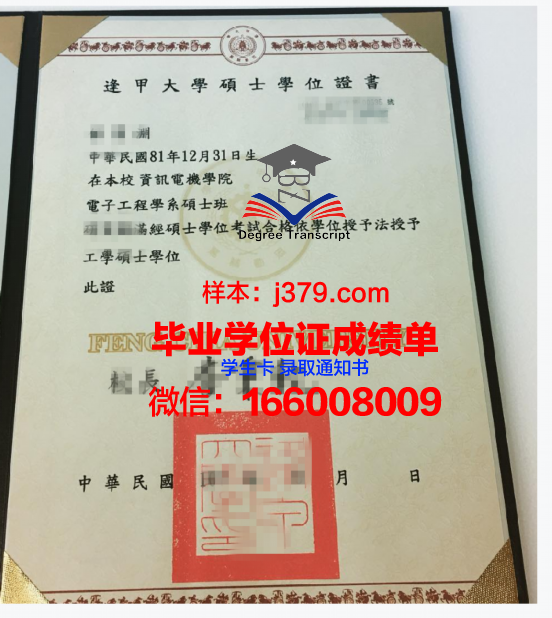 逢甲大學碩士學位證書
號
中華民國81年12月31日生
在本校資訊電機學院
電子工程學系碩士班
滿經碩士學位考試合格依學位授予法授予
工學碩士學位
此證
BZ
Degree Transcript
样本：j379.com
FENG
毕业学位证成绩单
学生卡 录取通知书
校長
微信：166008009
中華民國 月 日